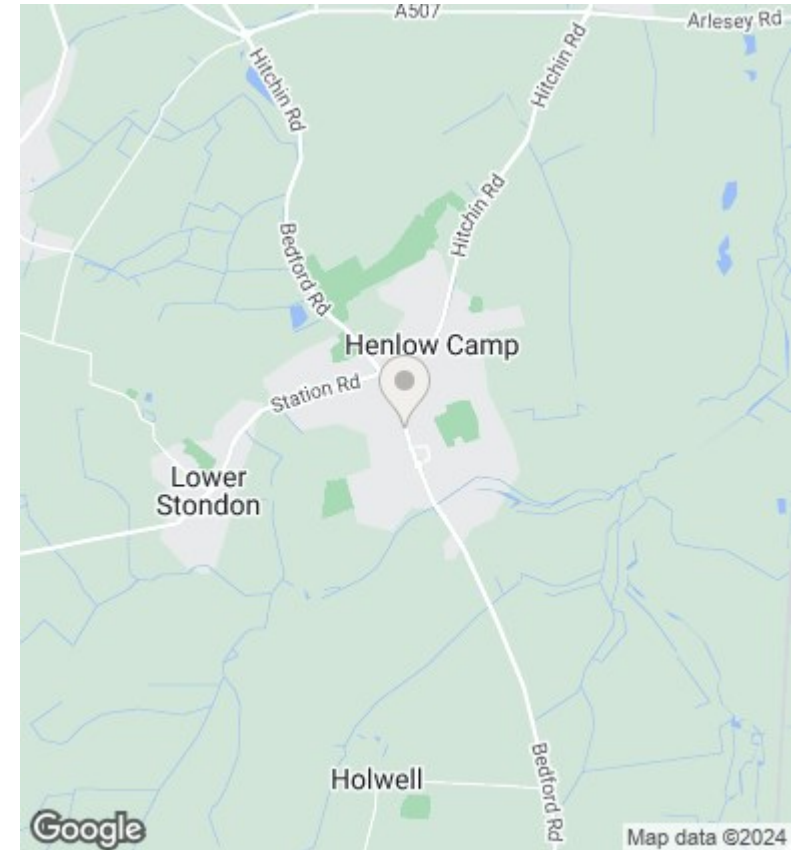 A507
Arlesey Rd
Hitchin Rd
Hitchin Rd
Hitchin Rd
Bedford Rd
Henlow Camp
Station Rd
Lower
Stondon
Holwell
Bedford Rd
Google
Map data ©2024